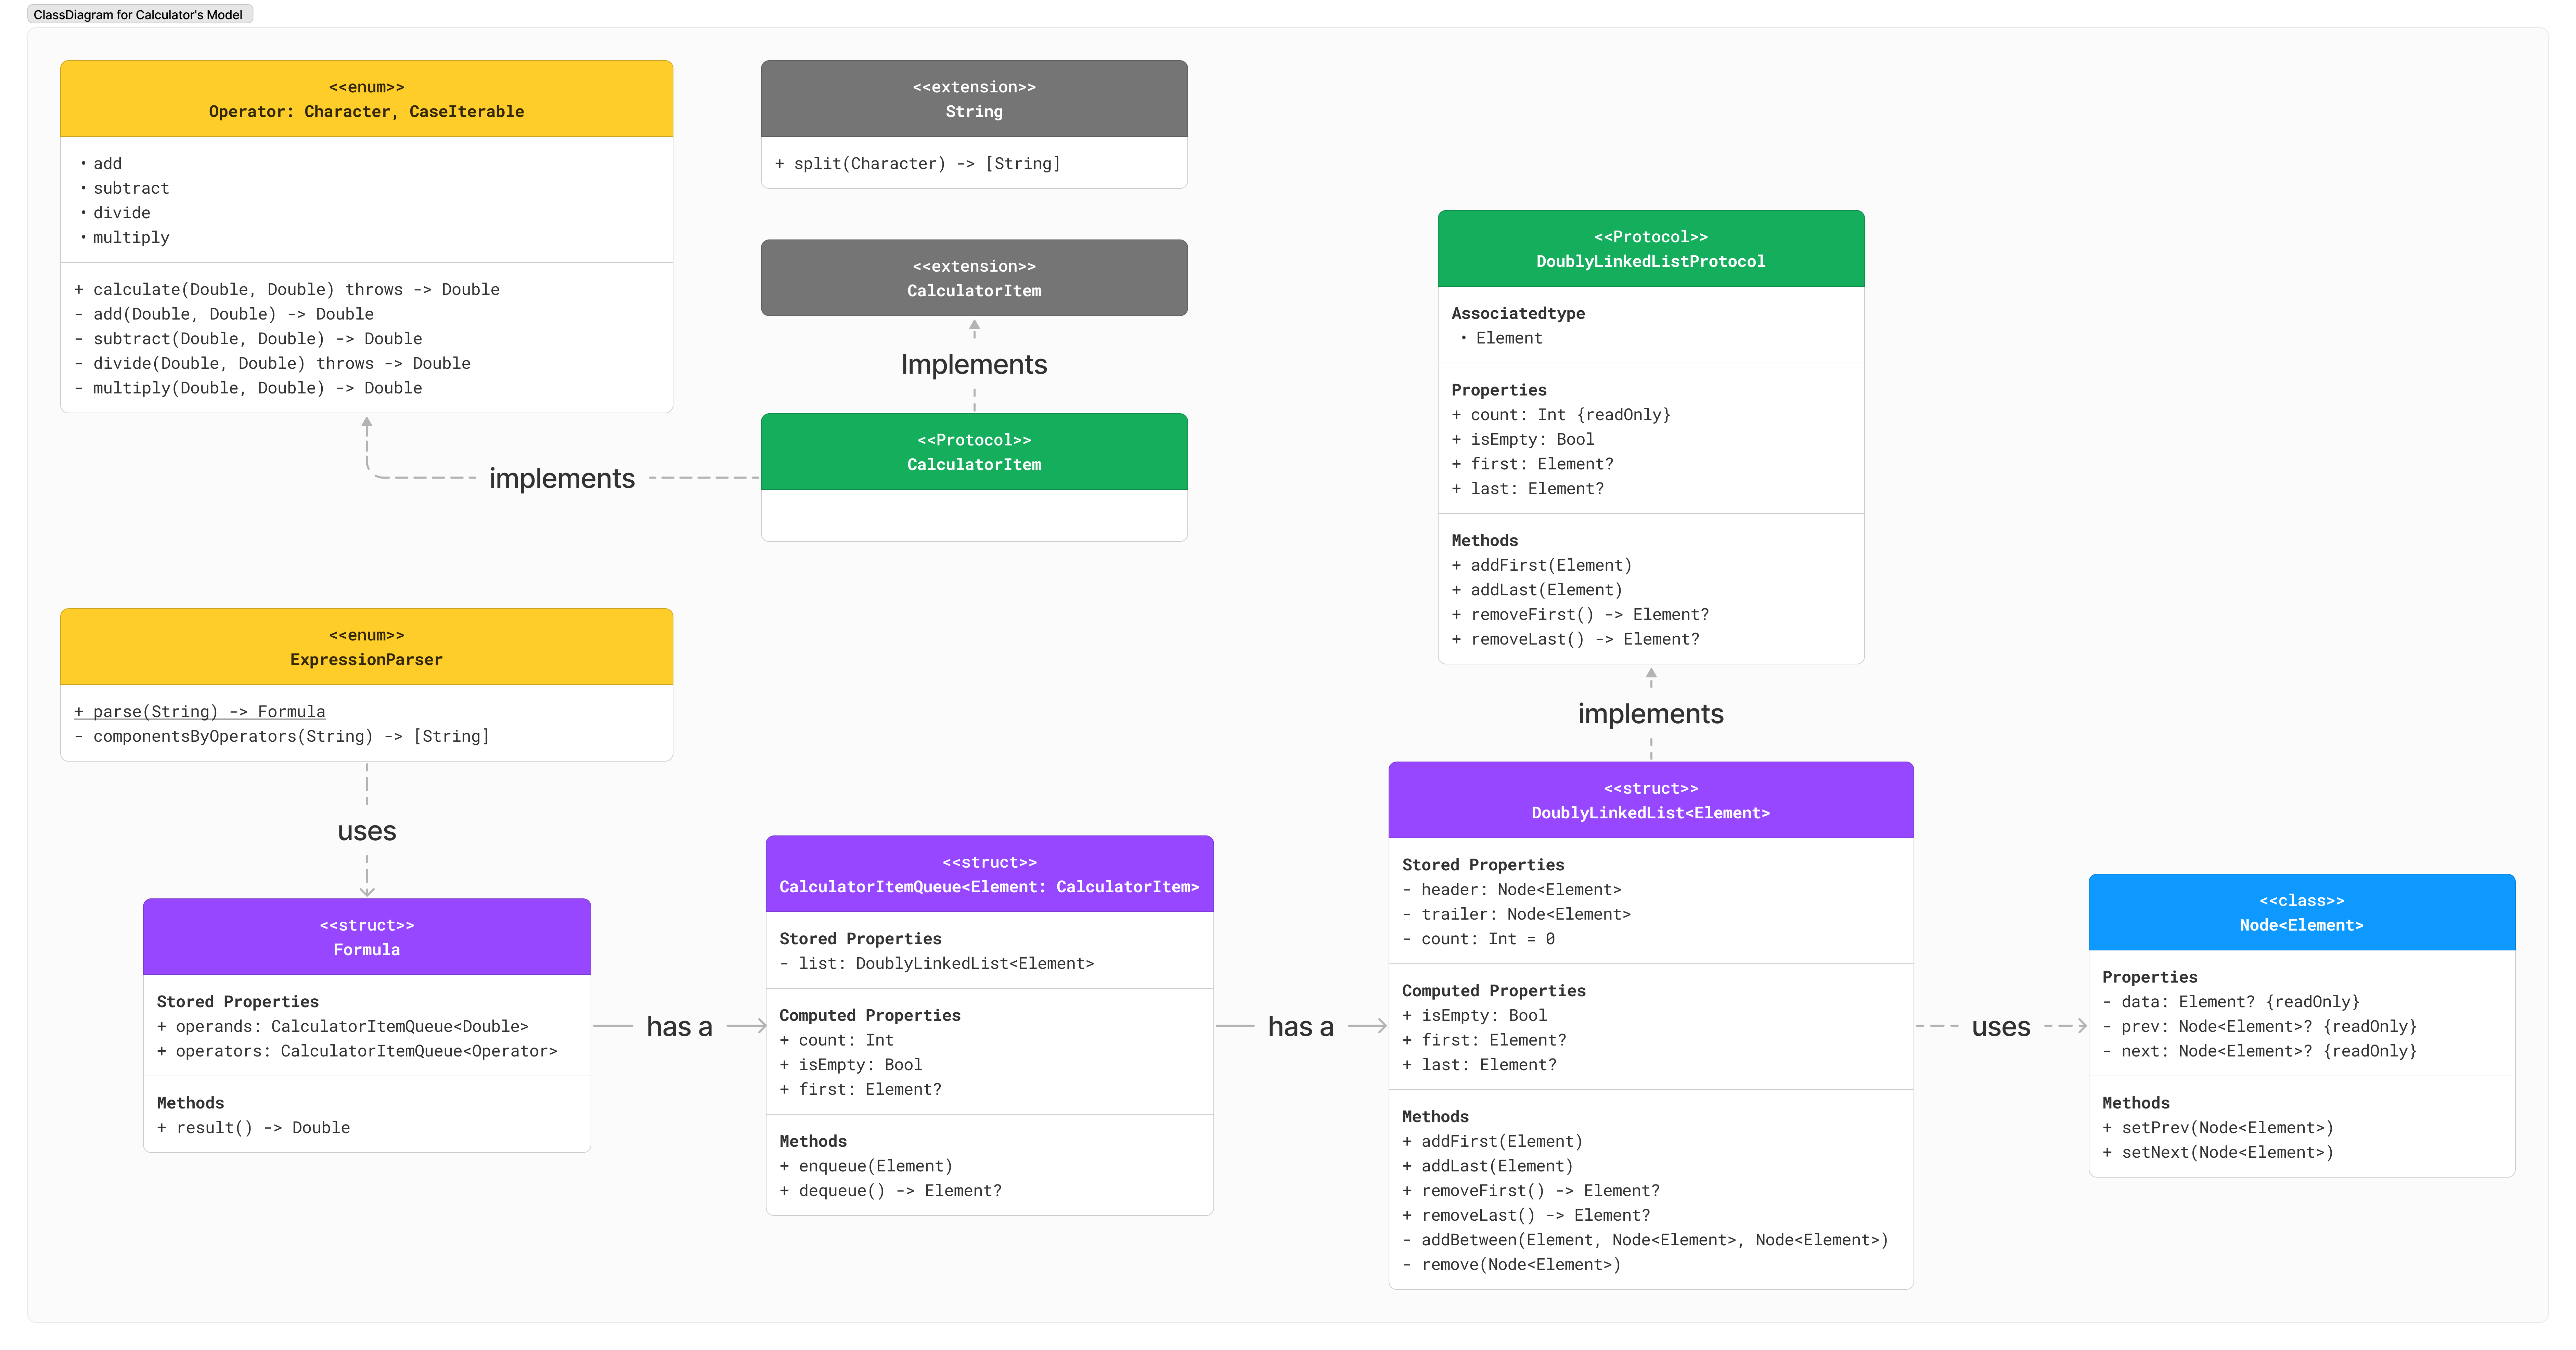 ClassDiagram for Calculator's Model
<<enum>>
Operator: Character, CaseIterable
・add
・subtract
・divide
・multiply
+ calculate(Double, Double) throws -> Double
- add(Double, Double) -> Double
- subtract(Double, Double) -> Double
- divide(Double, Double) throws -> Double
- multiply(Double, Double) -> Double
<<extension>>
String
+ split(Character) -> [String]
<<extension>>
CalculatorItem
Implements
<<Protocol>>
CalculatorItem
implements
<<Protocol>>
DoublyLinkedListProtocol
Associatedtype
・Element
Properties
+ count: Int {readOnly}
+ isEmpty: Bool
+ first: Element?
+ last: Element?
Methods
+ addFirst(Element)
+ addLast(Element)
+ removeFirst() -> Element?
+ removeLast() -> Element?
implements
<<enum>>
ExpressionParser
+ parse(String) -> Formula
- componentsByOperators(String) -> [String]
uses
<<struct>>
Formula
Stored Properties
+ operands: CalculatorItemQueue<Double>
+ operators: CalculatorItemQueue<Operator>
Methods
+ result() -> Double
has a
<<struct>>
CalculatorItemQueue<Element: CalculatorItem>
Stored Properties
- list: DoublyLinkedList<Element>
Computed Properties
+ count: Int
+ isEmpty: Bool
+ first: Element?
Methods
+ enqueue(Element)
+ dequeue() -> Element?
has a
<<struct>>
DoublyLinkedList<Element>
Stored Properties
- header: Node<Element>
- trailer: Node<Element>
- count: Int = 0
Computed Properties
+ isEmpty: Bool
+ first: Element?
+ last: Element?
Methods
+ addFirst(Element)
+ addLast(Element)
+ removeFirst() -> Element?
+ removeLast() -> Element?
- addBetween(Element, Node<Element>, Node<Element>)
- remove(Node<Element>)
uses
<<class>>
Node<Element>
Properties
- data: Element? {readOnly}
- prev: Node<Element>? {readOnly}
- next: Node<Element>? {readOnly}
Methods
+ setPrev(Node<Element>)
+ setNext(Node<Element>)